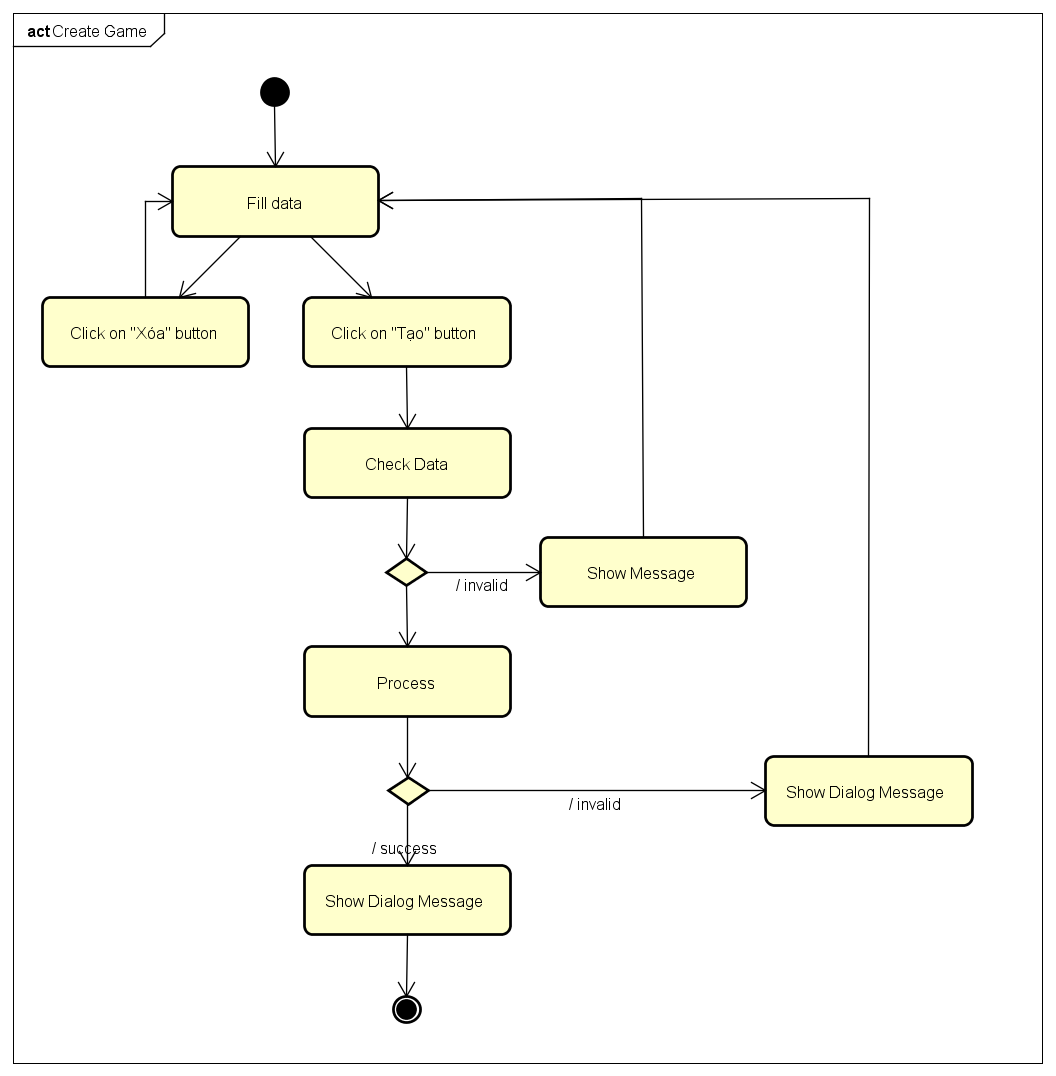 act Create Game
Fill data
Click on "Xóa" button
Click on "Tạo" button
Check Data
/ invalid
Show Message
Process
/ invalid
Show Dialog Message
/ success
Show Dialog Message